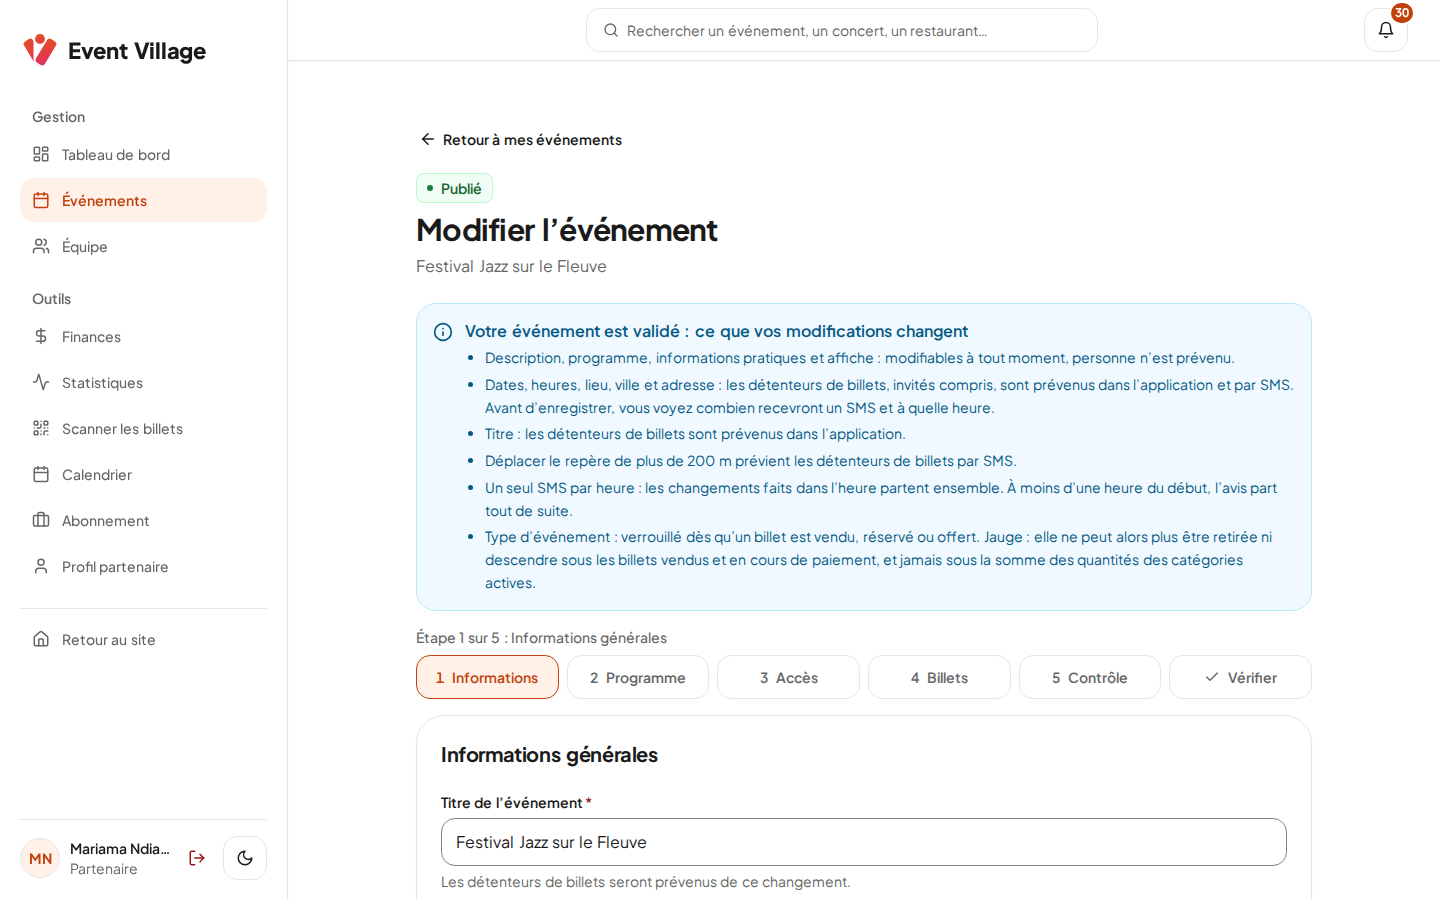 Event Village
Rechercher un événement, un concert, un restaurant…
30
Gestion
Tableau de bord
Événements
Équipe
Outils
Finances
Statistiques
Scanner les billets
Calendrier
Abonnement
Profil partenaire
Retour au site
MN
Mariama Ndia…
Partenaire
Retour à mes événements
Publié
Modifier l’événement
Festival Jazz sur le Fleuve
Votre événement est validé : ce que vos modifications changent
Description, programme, informations pratiques et affiche : modifiables à tout moment, personne n’est prévenu.
Dates, heures, lieu, ville et adresse : les détenteurs de billets, invités compris, sont prévenus dans l’application et par SMS.
Avant d’enregistrer, vous voyez combien recevront un SMS et à quelle heure.
Titre : les détenteurs de billets sont prévenus dans l’application.
Déplacer le repère de plus de 200 m prévient les détenteurs de billets par SMS.
Un seul SMS par heure : les changements faits dans l’heure partent ensemble. À moins d’une heure du début, l’avis part
tout de suite.
Type d’événement : verrouillé dès qu’un billet est vendu, réservé ou offert. Jauge : elle ne peut alors plus être retirée ni
descendre sous les billets vendus et en cours de paiement, et jamais sous la somme des quantités des catégories
actives.
Étape 1 sur 5 : Informations générales
1 Informations
2 Programme
3 Accès
4 Billets
5 Contrôle
Vérifier
Informations générales
Titre de l’événement *
Festival Jazz sur le Fleuve
Les détenteurs de billets seront prévenus de ce changement.